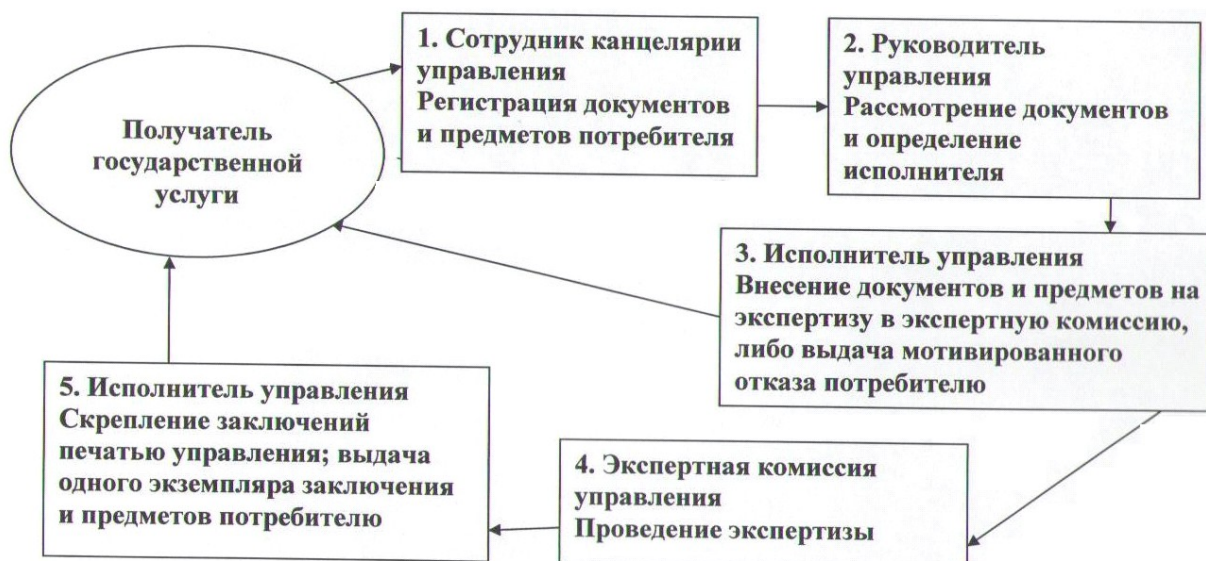 Получатель
государственной
услуги
1. Сотрудник канцелярии
управления
Регистрация документов
и предметов потребителя
2. Руководитель
управления
Рассмотрение документов
и определение
исполнителя
3. Исполнитель управления
Внесение документов и предметов на
экспертизу в экспертную комиссию,
либо выдача мотивированного
отказа потребителю
4. Экспертная комиссия
управления
Проведение экспертизы
5. Исполнитель управления
Скрепление заключений
печатью управления; выдача
одного экземпляра заключения
и предметов потребителю